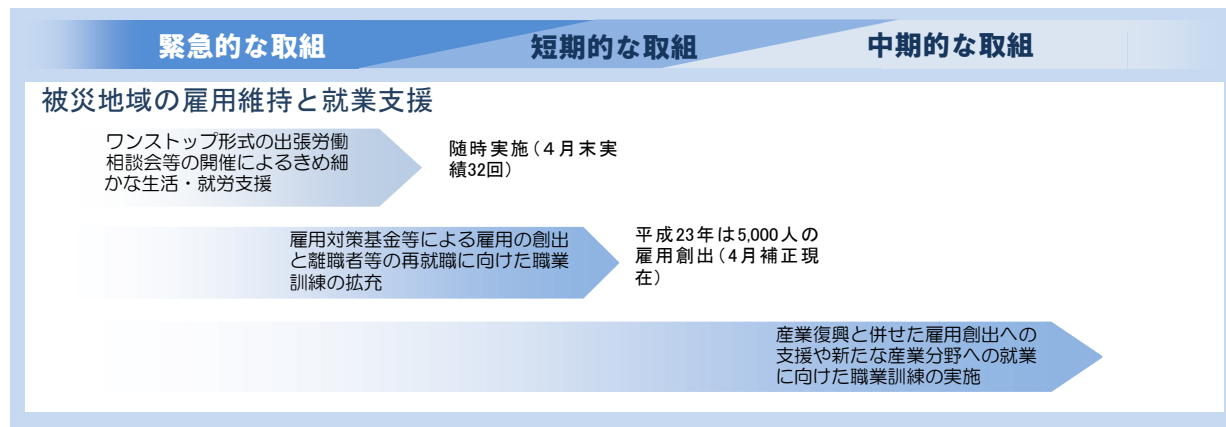 緊急的な取組
短期的な取組
中期的な取組
被災地域の雇用維持と就業支援
ワンストップ形式の出張労働
相談会等の開催によるきめ細
かな生活・就労支援
随時実施（４月末実
績32回）
雇用対策基金等による雇用の創出
と離職者等の再就職に向けた職業
訓練の拡充
平成23年は5,000人の
雇用創出（4月補正現
在）
産業復興と併せた雇用創出への
支援や新たな産業分野への就業
に向けた職業訓練の実施